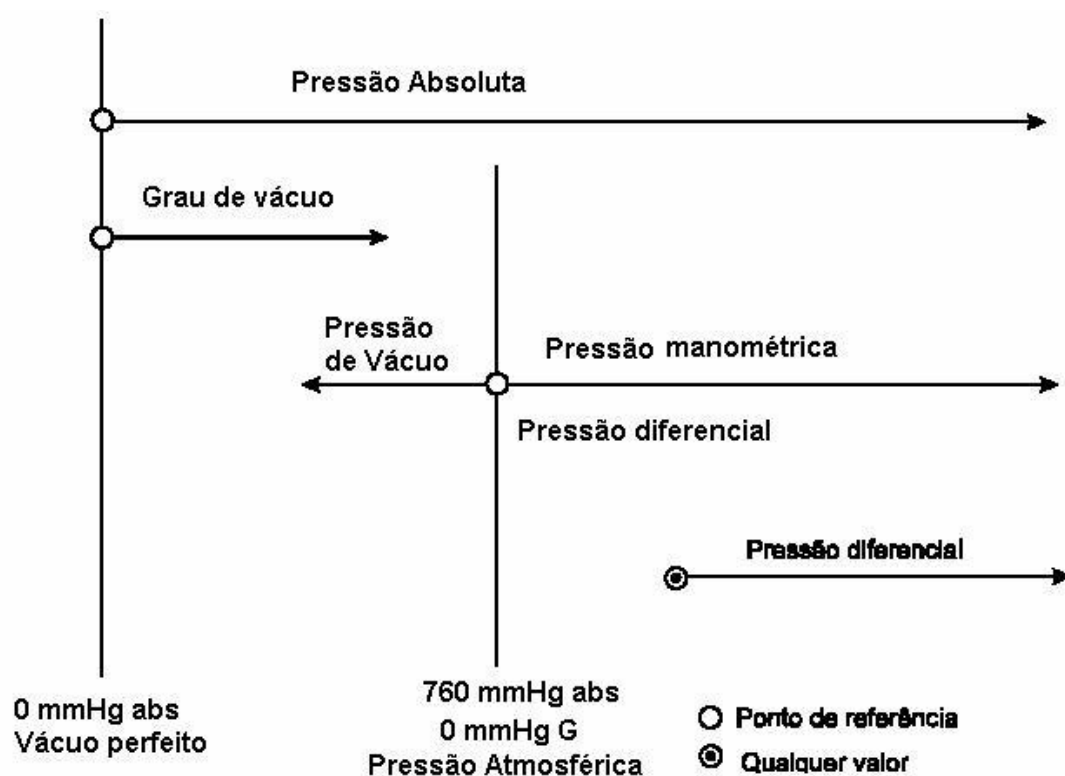 Pressão Absoluta
Grau de vácuo
Pressão
de Vácuo
Pressão manométrica
Pressão diferencial
Pressão diferencial
0 mmHg abs
Vácuo perfeito
760 mmHg abs
0 mmHg G
Pressão Atmosférica
Ponto de referência
Qualquer valor